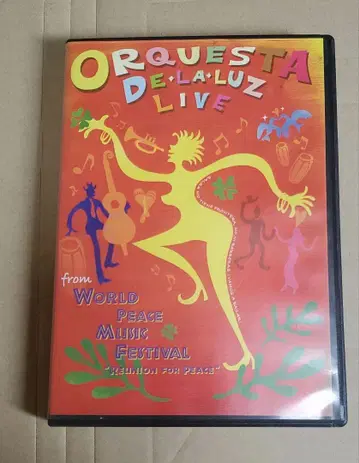 ORQUESTA
DE·LA·LUZ
LIVE
from
WORLD
PEACE
MUSIC
FESTIVAL
"REUNION FOR PEACE"